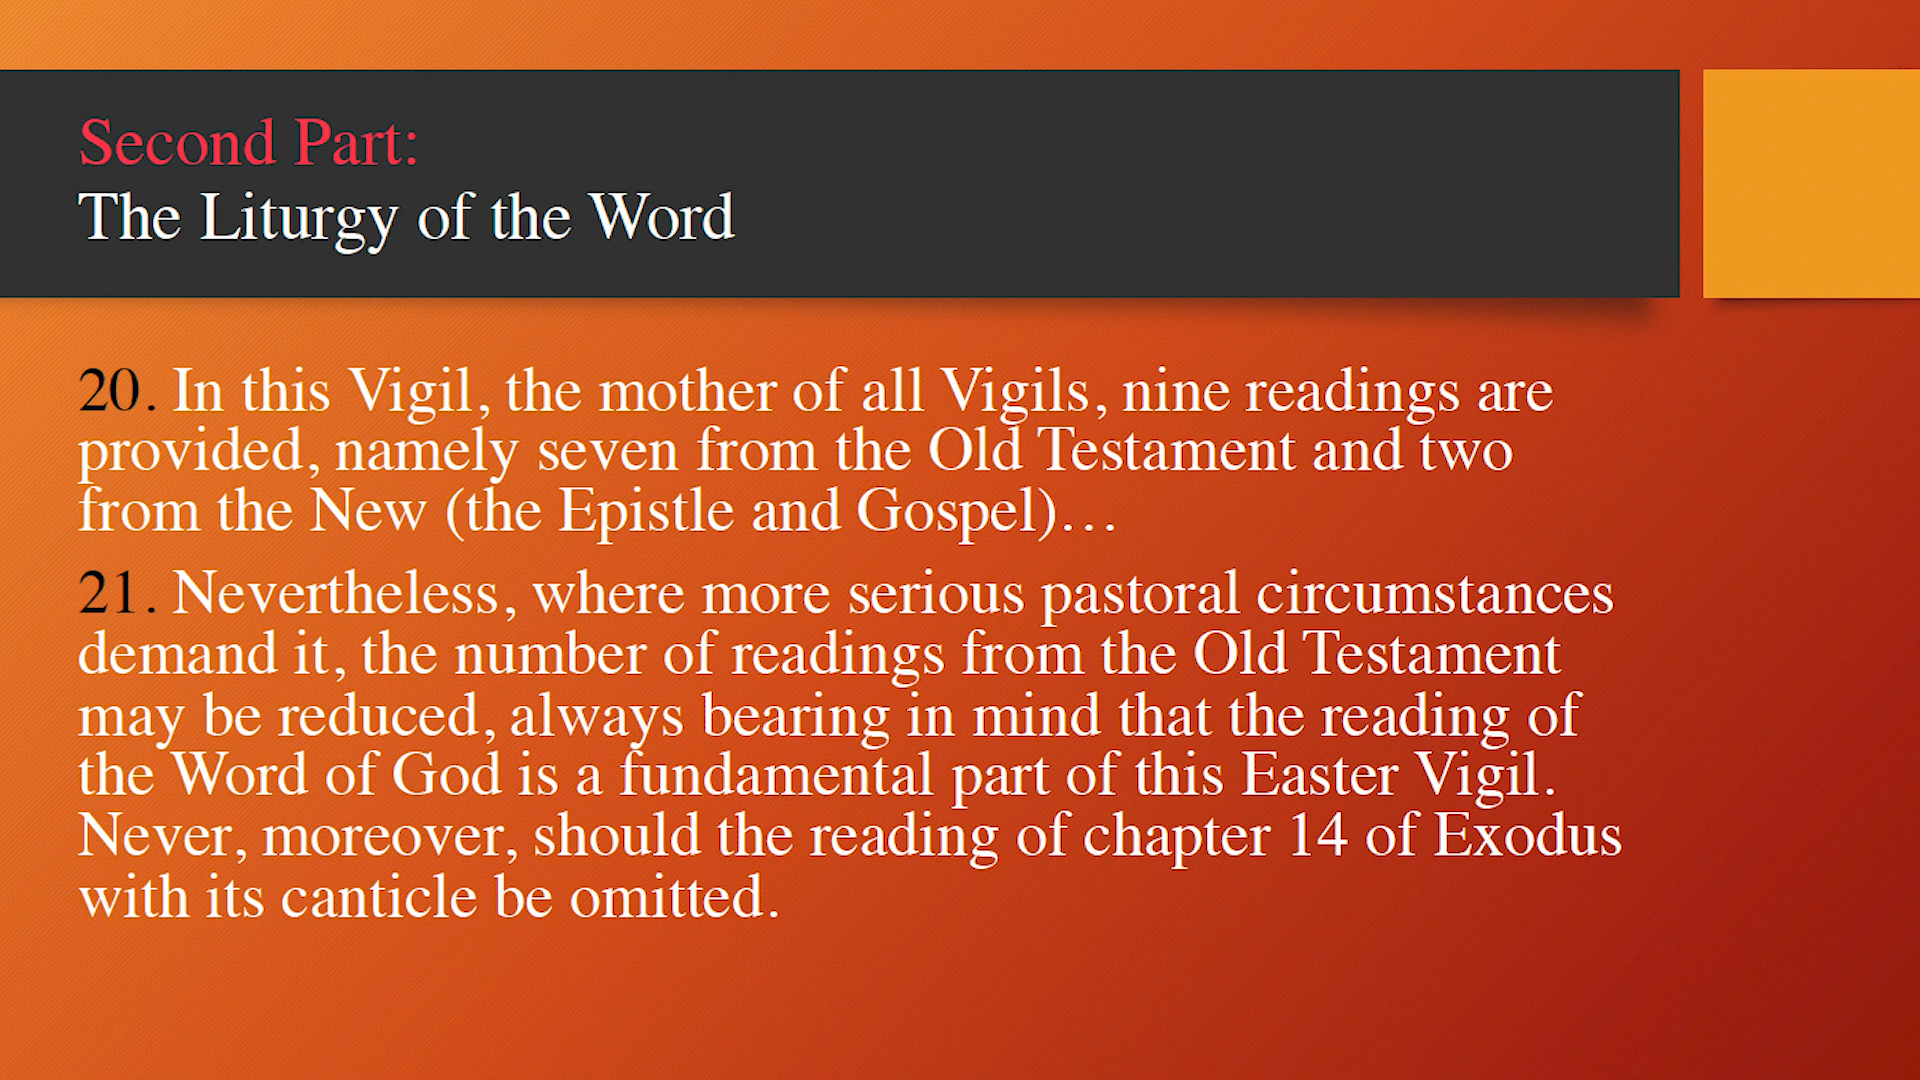 Second Part:
The Liturgy of the Word
20. In this Vigil, the mother of all Vigils, nine readings are
provided, namely seven from the Old Testament and two
from the New (the Epistle and Gospel)…
21. Nevertheless, where more serious pastoral circumstances
demand it, the number of readings from the Old Testament
may be reduced, always bearing in mind that the reading of
the Word of God is a fundamental part of this Easter Vigil.
Never, moreover, should the reading of chapter 14 of Exodus
with its canticle be omitted.